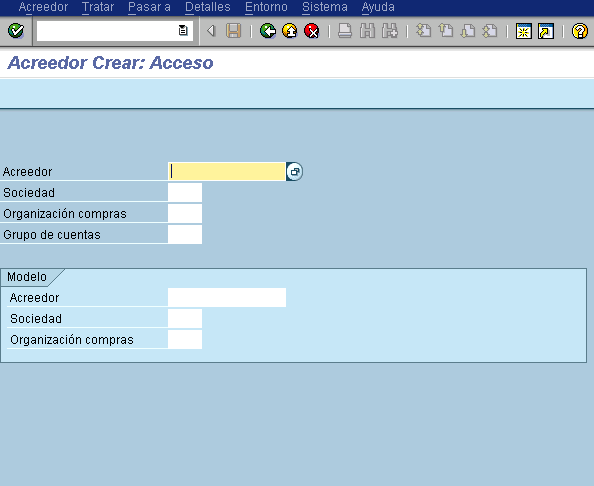 Acreedor Tratar Pasar a Detalles Entorno Sistema Ayuda
Acreedor Crear: Acceso
Acreedor
Sociedad
Organización compras
Grupo de cuentas
Modelo
Acreedor
Sociedad
Organización compras